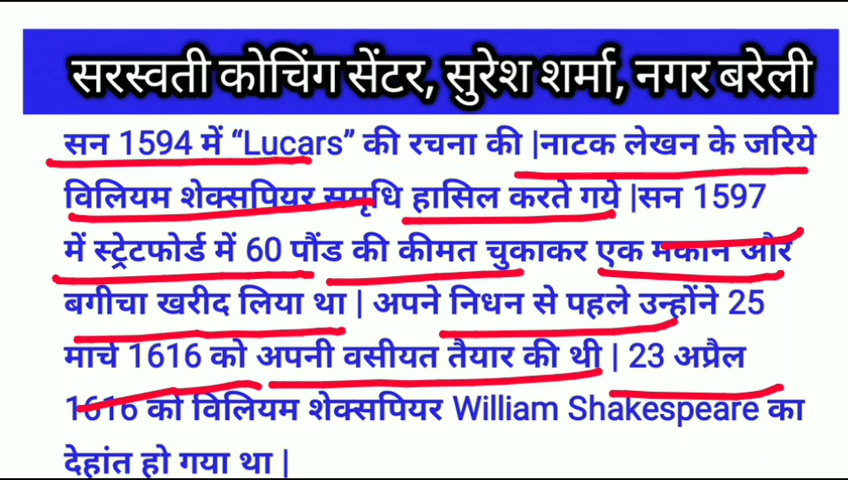 सरस्वती कोचिंग सेंटर, सुरेश शर्मा, नगर बरेली
सन 1594 में “Lucars” की रचना की |नाटक लेखन के जरिये
विलियम शेक्सपियर समृधि हासिल करते गये |सन 1597
में स्ट्रेटफोर्ड में 60 पौंड की कीमत चुकाकर एक मकान और
बगीचा खरीद लिया था | अपने निधन से पहले उन्होंने 25
मार्च 1616 को अपनी वसीयत तैयार की थी | 23 अप्रैल
1616 को विलियम शेक्सपियर William Shakespeare का
देहांत हो गया था |